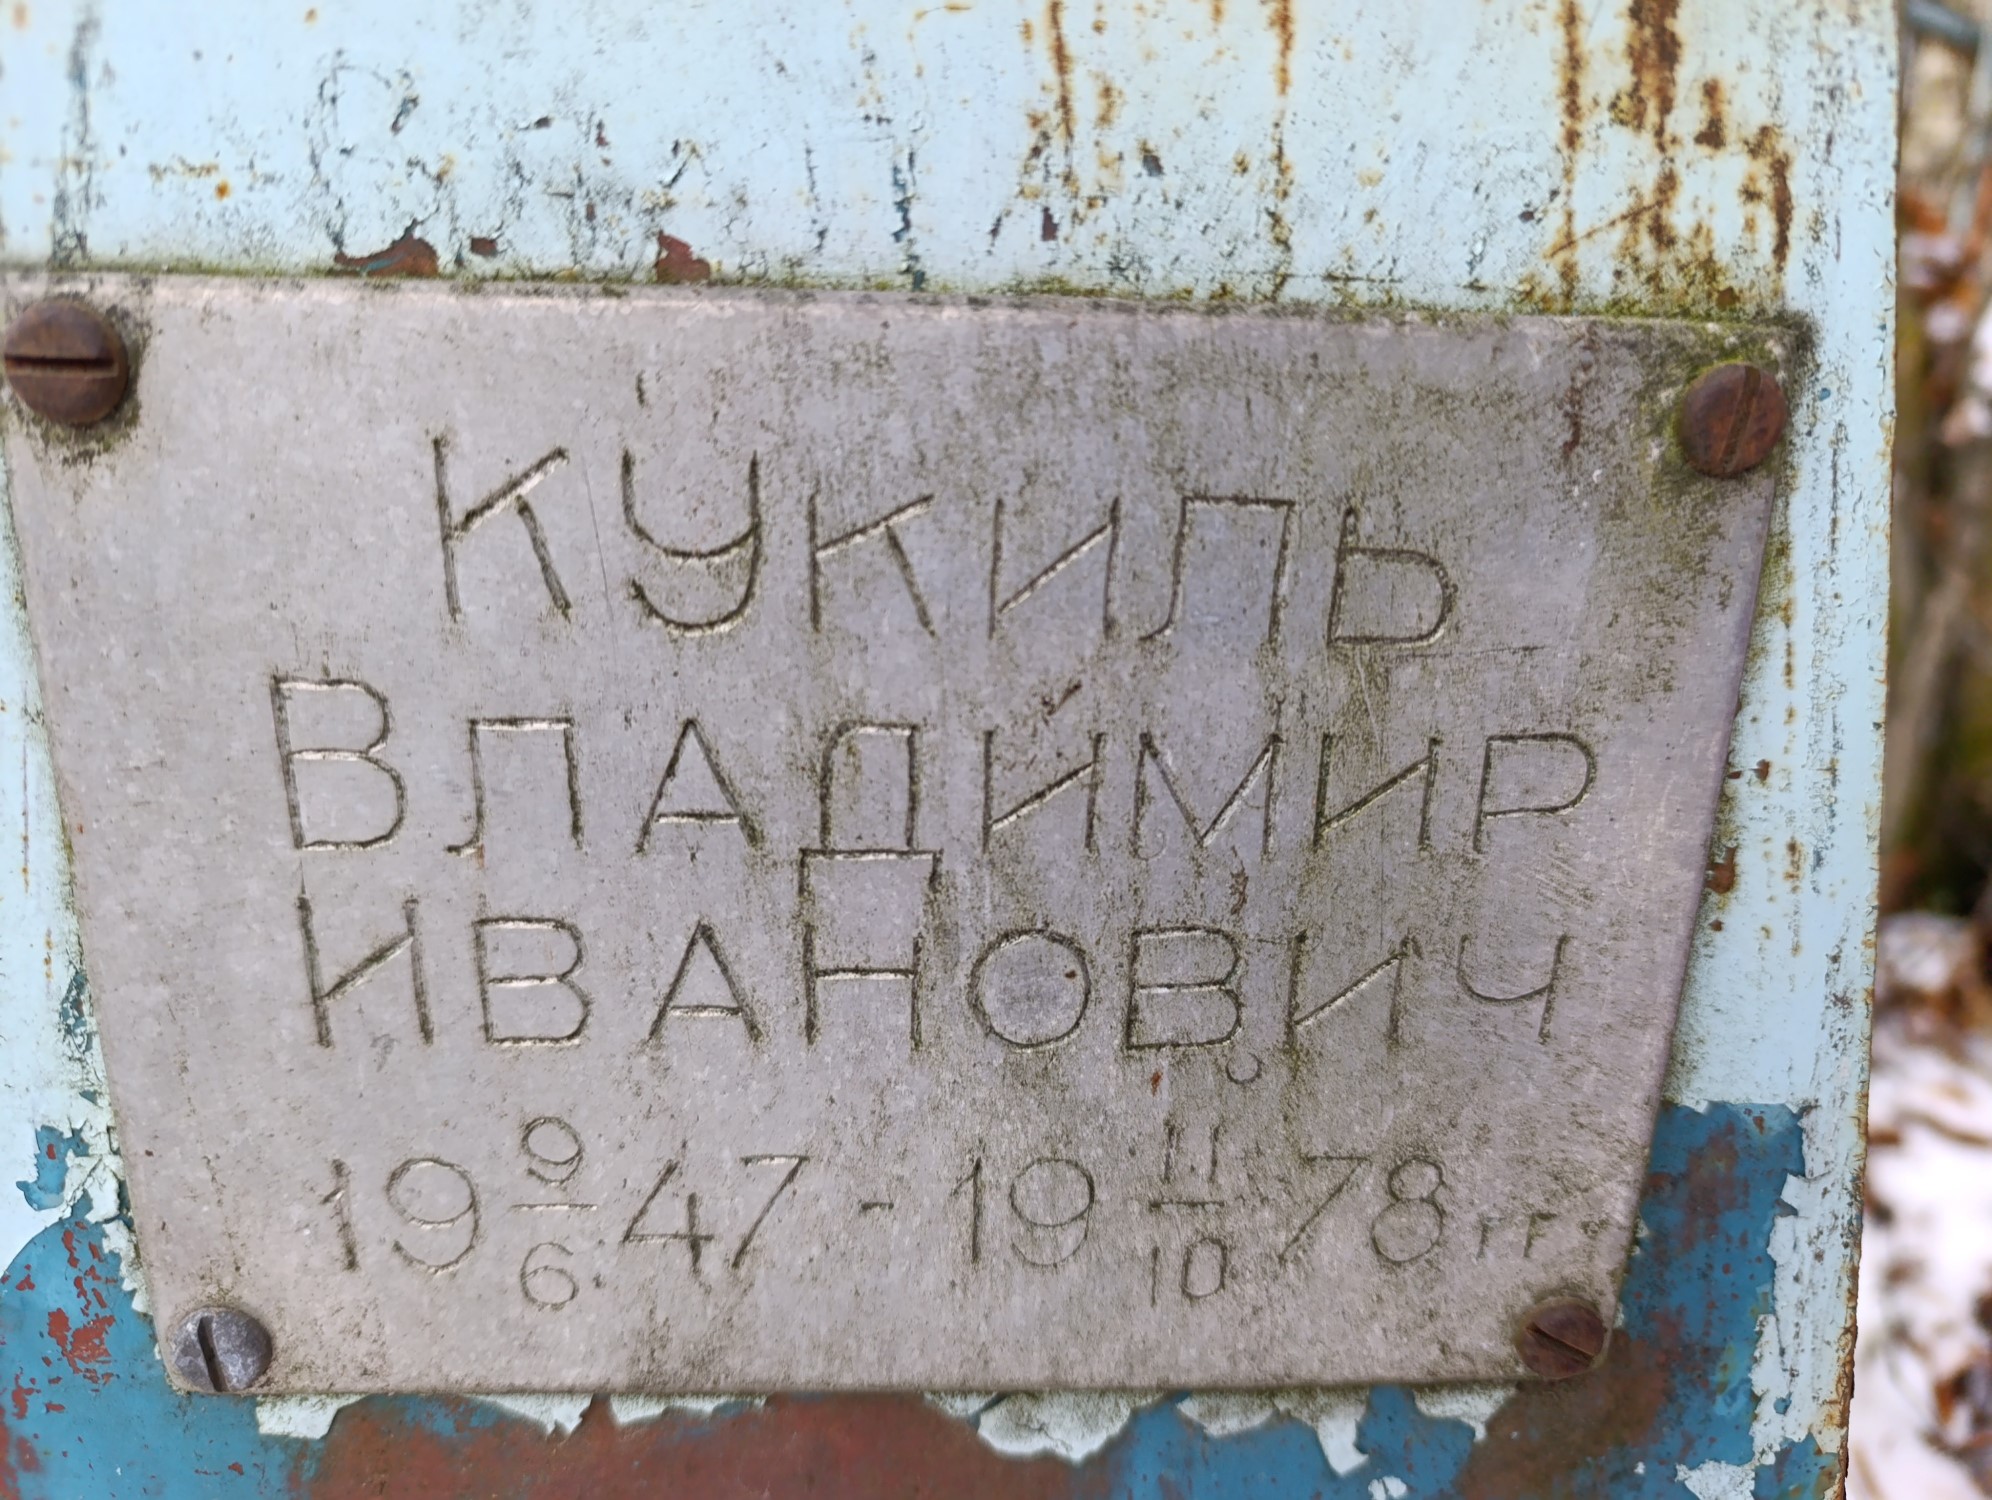 КУКИЛЬ
ВЛАДИМИР
ИВАНОВИЧ
19 9/6 47 - 19 11/10 78 гг